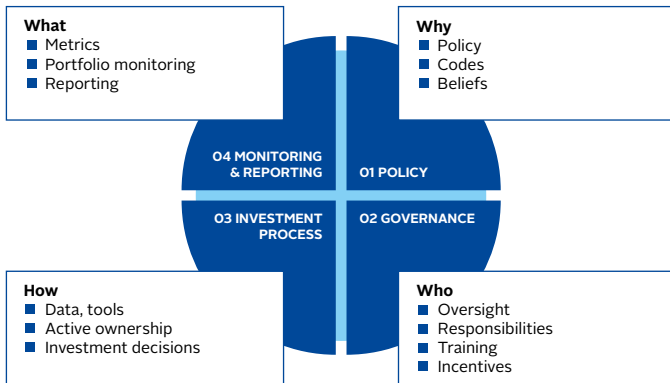 What
Metrics
Portfolio monitoring
Reporting
Why
Policy
Codes
Beliefs
04 MONITORING
& REPORTING
01 POLICY
03 INVESTMENT
PROCESS
02 GOVERNANCE
How
Data, tools
Active ownership
Investment decisions
Who
Oversight
Responsibilities
Training
Incentives